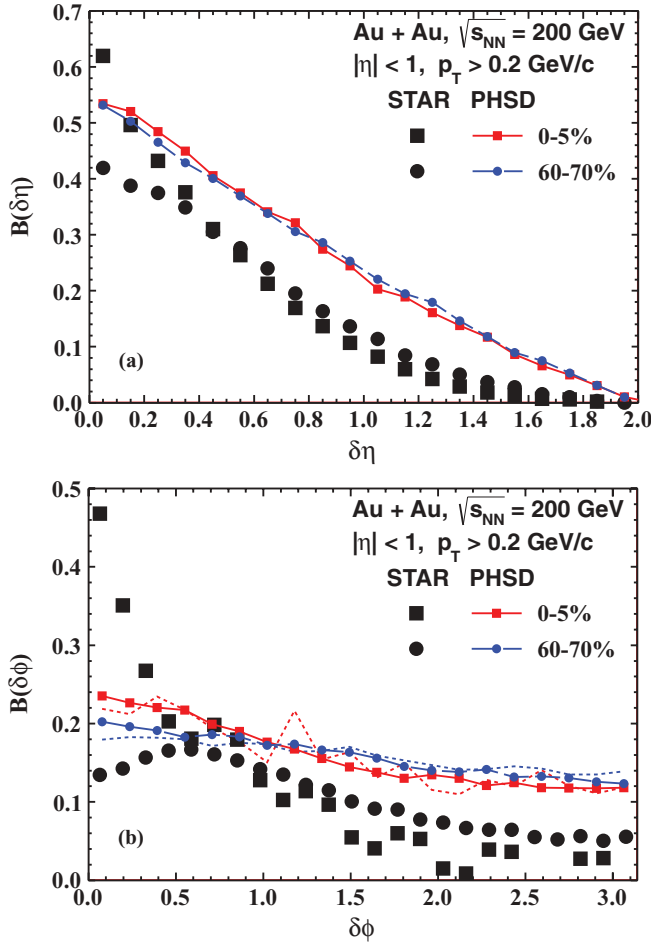 0.7
Au + Au, √s_NN = 200 GeV
0.6
|η| < 1, p_T > 0.2 GeV/c
STAR PHSD
0.5
0-5%
0.4
60-70%
B(δη)
0.3
0.2
0.1
(a)
0.0
0.0 0.2 0.4 0.6 0.8 1.0 1.2 1.4 1.6 1.8 2.0
δη
0.5
Au + Au, √s_NN = 200 GeV
|η| < 1, p_T > 0.2 GeV/c
0.4
STAR PHSD
0-5%
0.3
60-70%
B(δϕ)
0.2
0.1
(b)
0.0
0.0 0.5 1.0 1.5 2.0 2.5 3.0
δϕ